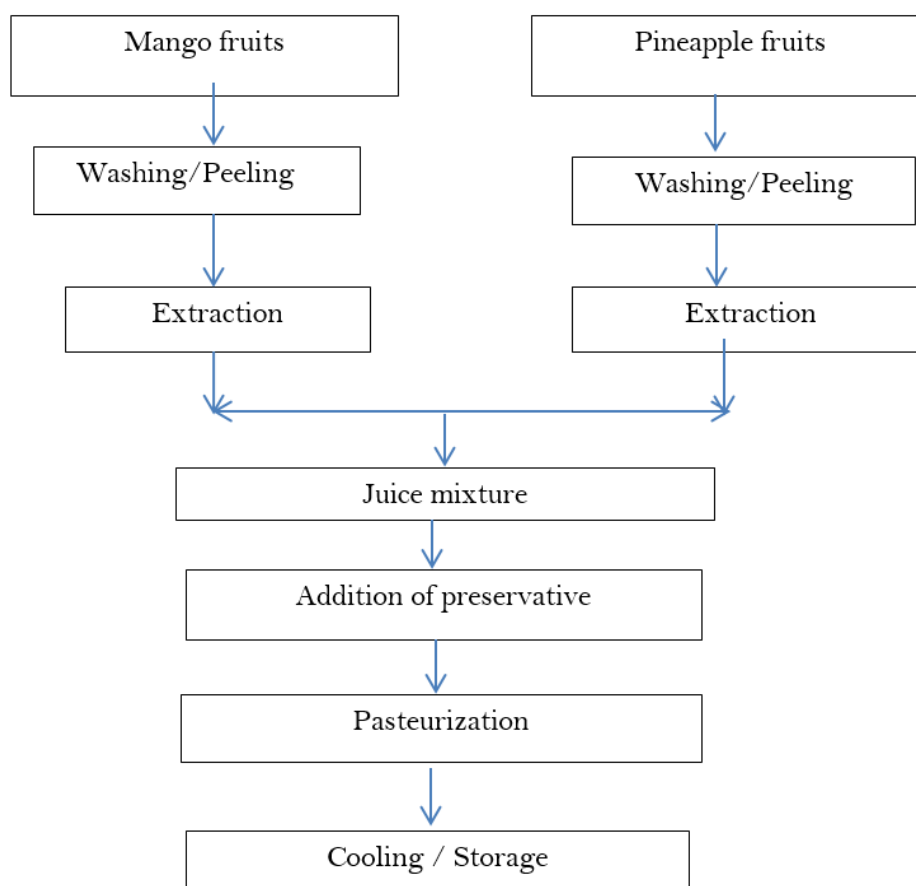 Mango fruits
Pineapple fruits
Washing/Peeling
Washing/Peeling
Extraction
Extraction
Juice mixture
Addition of preservative
Pasteurization
Cooling / Storage